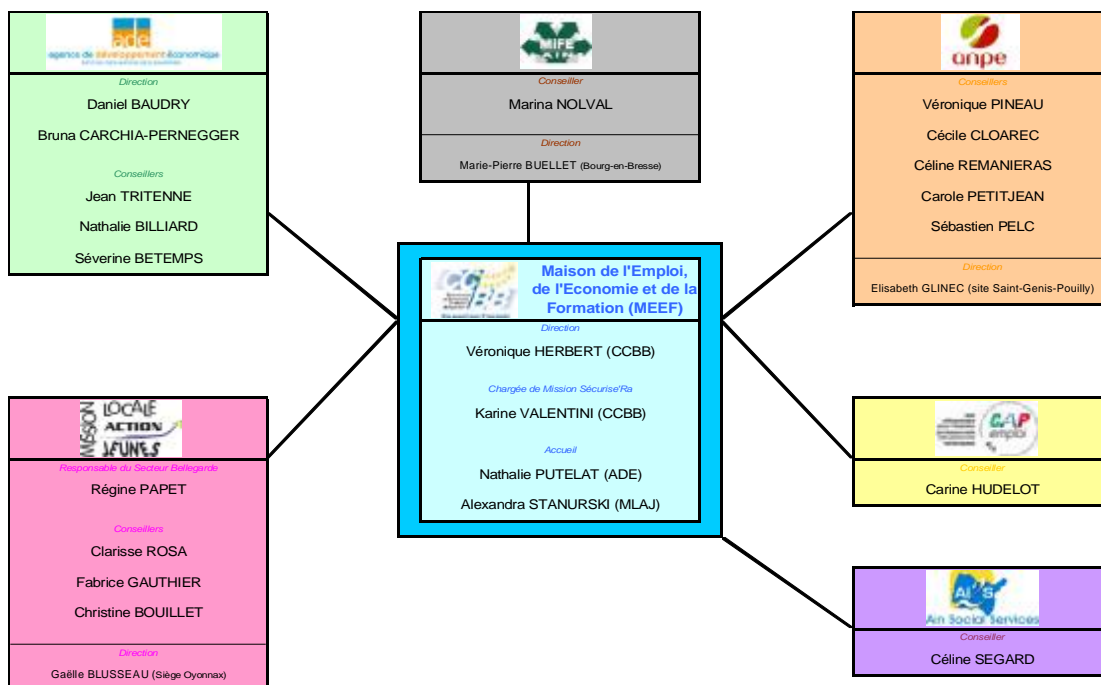 ade
agence de développement économique
Direction
Daniel BAUDRY
Bruna CARCHIA-PERNEGGER
Conseillers
Jean TRITENNE
Nathalie BILLIARD
Séverine BETEMPS
MIFE
AIN
Conseiller
Marina NOLVAL
Direction
Marie-Pierre BUELLET (Bourg-en-Bresse)
anpe
Conseillers
Véronique PINEAU
Cécile CLOAREC
Céline REMANIERAS
Carole PETITJEAN
Sébastien PELC
Direction
Elisabeth GLINEC (site Saint-Genis-Pouilly)
Maison de l'Emploi,
de l'Economie et de la
Formation (MEEF)
Direction
Véronique HERBERT (CCBB)
Chargée de Mission Sécurise'Ra
Karine VALENTINI (CCBB)
Accueil
Nathalie PUTELAT (ADE)
Alexandra STANURSKI (MLAJ)
MISSION
LOCALE
ACTION
JEUNES
Responsable du Secteur Bellegarde
Régine PAPET
Conseillers
Clarisse ROSA
Fabrice GAUTHIER
Christine BOUILLET
Direction
Gaëlle BLUSSEAU (Siège Oyonnax)
CAP
emploi
Conseiller
Carine HUDELOT
AI'S
Ain Social Services
Conseiller
Céline SEGARD